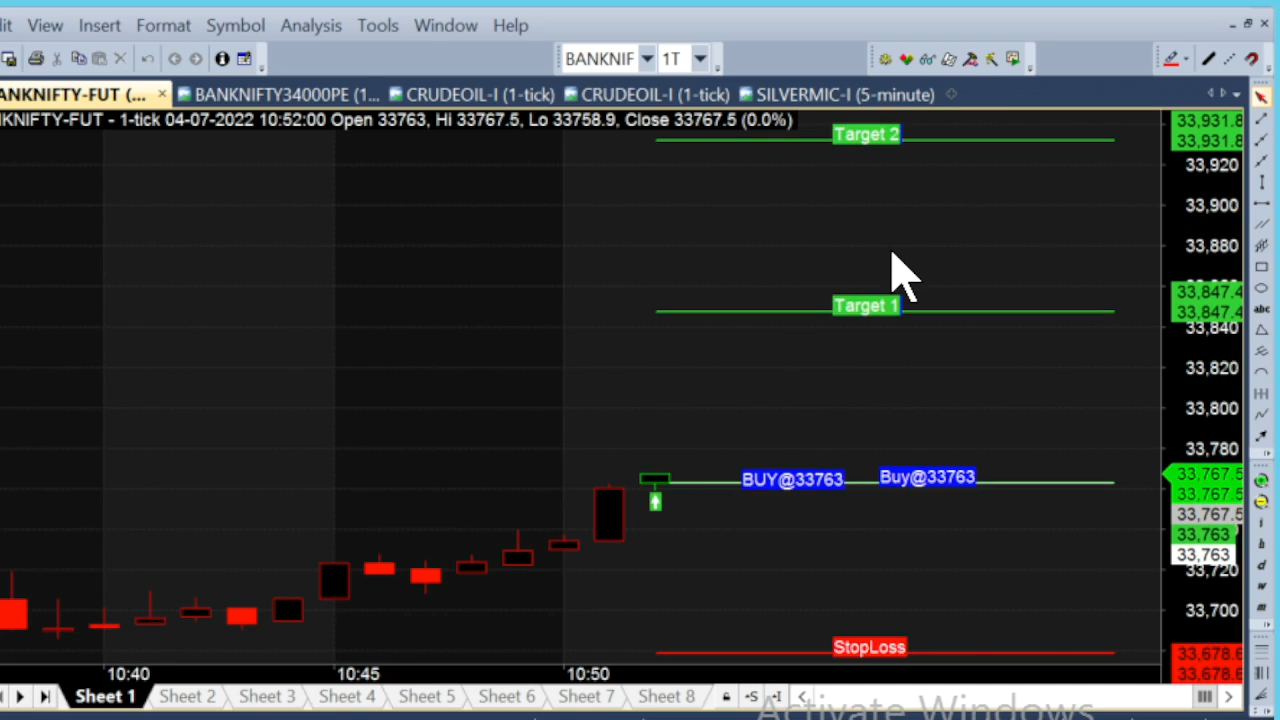 it View Insert Format Symbol Analysis Tools Window Help
BANKNIF 1T
ANKNIFTY-FUT (... BANKNIFTY34000PE (1... CRUDEOIL-I (1-tick) CRUDEOIL-I (1-tick) SILVERMIC-I (5-minute)
KNIFTY-FUT - 1-tick 04-07-2022 10:52:00 Open 33763, Hi 33767.5, Lo 33758.9, Close 33767.5 (0.0%)
33,931.8
Target 2
33,931.8
33,920
33,900
33,880
33,847.4
Target 1
33,847.4
33,840
33,820
33,800
33,780
33,767.5
BUY@33763 Buy@33763
33,767.5
33,767.5
33,763
33,763
33,720
33,700
StopLoss
33,678.6
33,678.6
10:40 10:45 10:50
Sheet 1 Sheet 2 Sheet 3 Sheet 4 Sheet 5 Sheet 6 Sheet 7 Sheet 8
Activate Windows
abc
i
h
d
w
m